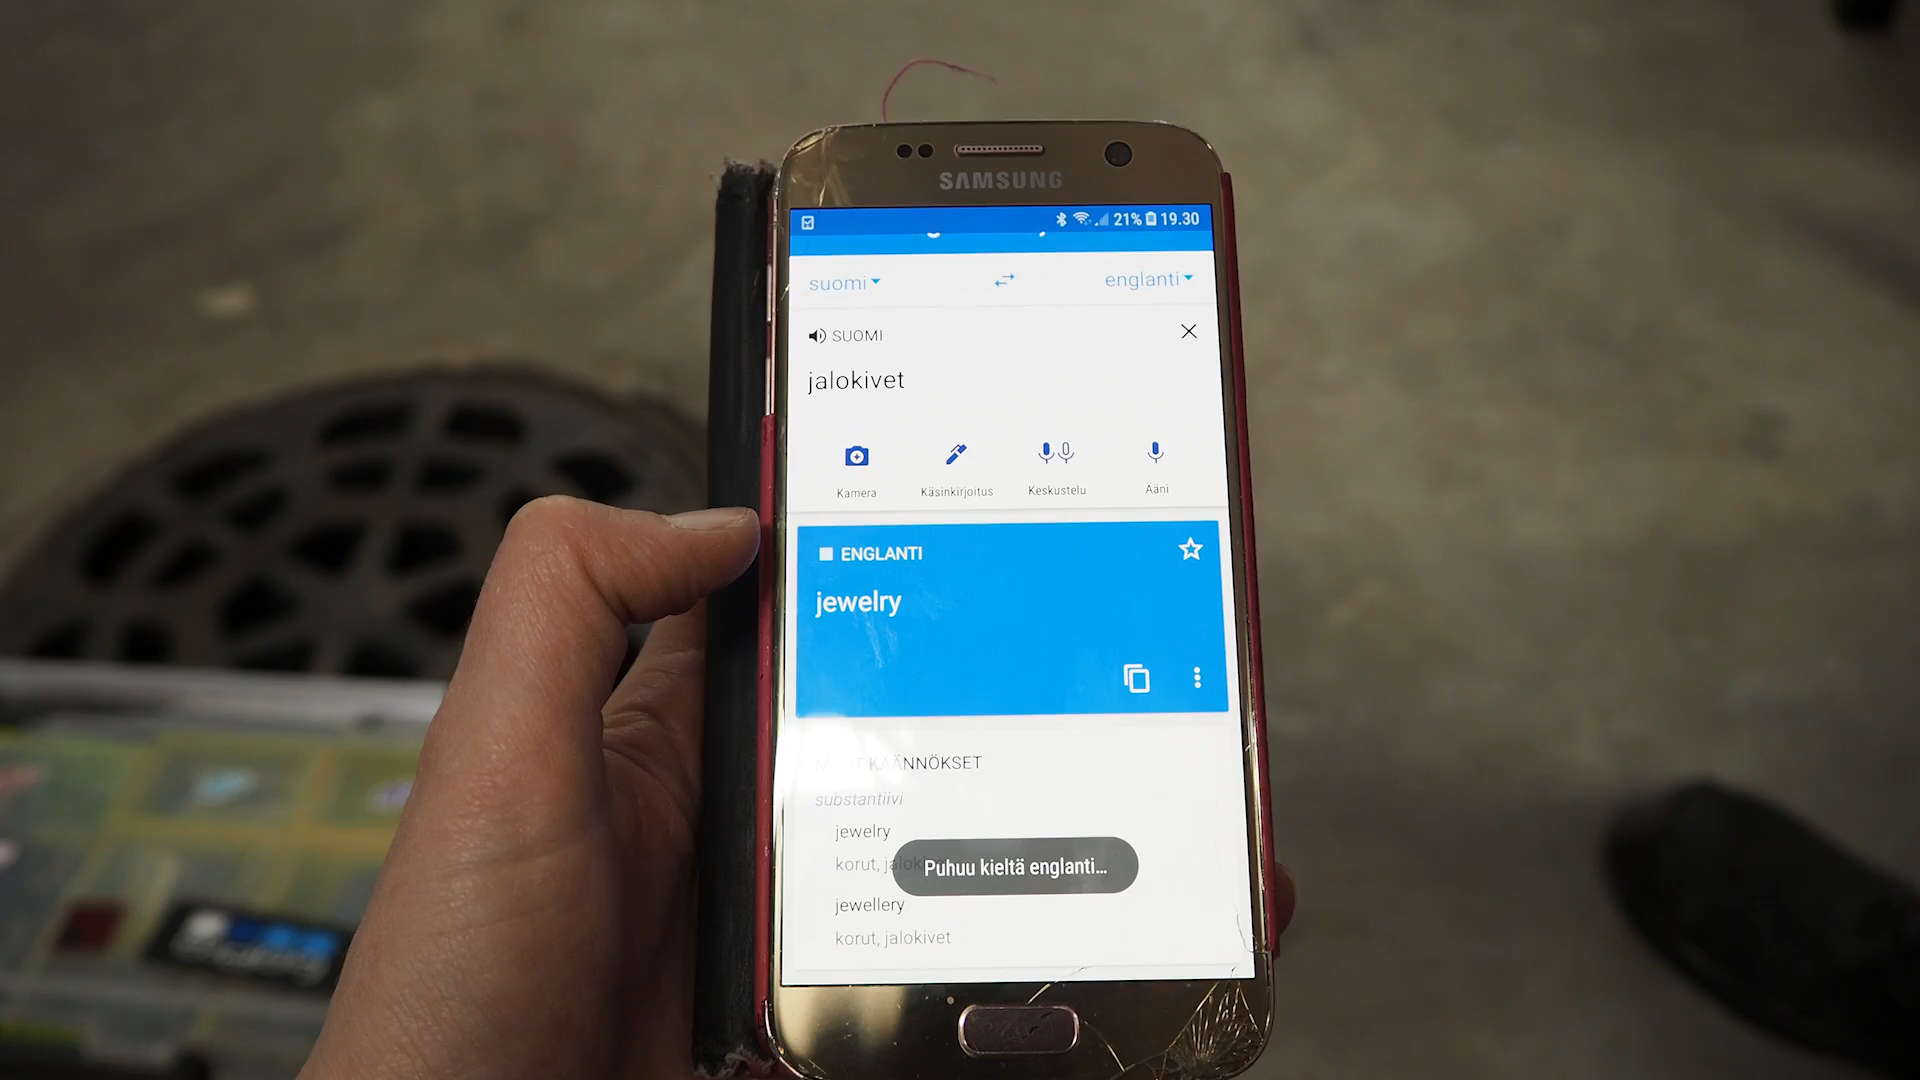 SAMSUNG
21% 19.30
suomi englanti
SUOMI
jalokivet
Kamera Käsinkirjoitus Keskustelu Ääni
ENGLANTI
jewelry
KÄÄNNÖKSET
substantiivi
jewelry
korut,
Puhuu kieltä englanti...
jewellery
korut, jalokivet